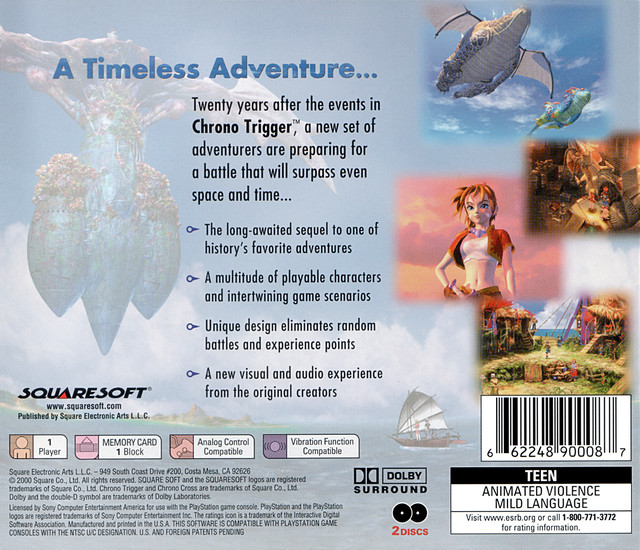 A Timeless Adventure...
Twenty years after the events in
Chrono Trigger,™ a new set of
adventurers are preparing for
a battle that will surpass even
space and time...
The long-awaited sequel to one of
history's favorite adventures
A multitude of playable characters
and intertwining game scenarios
Unique design eliminates random
battles and experience points
A new visual and audio experience
from the original creators
SQUARESOFT®
www.squaresoft.com
Published by Square Electronic Arts L.L.C.
1
Player
MEMORY CARD
1 Block
Analog Control
Compatible
Vibration Function
Compatible
Square Electronic Arts L.L.C. – 949 South Coast Drive #200, Costa Mesa, CA 92626
© 2000 Square Co., Ltd. All rights reserved. SQUARE SOFT and the SQUARESOFT logos are registered
trademarks of Square Co., Ltd. Chrono Trigger and Chrono Cross are trademarks of Square Co., Ltd.
Dolby and the double-D symbol are trademarks of Dolby Laboratories.
Licensed by Sony Computer Entertainment America for use with the PlayStation game console. PlayStation and the PlayStation
logos are registered trademarks of Sony Computer Entertainment Inc. The ratings icon is a trademark of the Interactive Digital
Software Association. Manufactured and printed in the U.S.A. THIS SOFTWARE IS COMPATIBLE WITH PLAYSTATION GAME
CONSOLES WITH THE NTSC U/C DESIGNATION. U.S. AND FOREIGN PATENTS PENDING
DOLBY
SURROUND
2 DISCS
6 62248 90008 7
TEEN
ANIMATED VIOLENCE
MILD LANGUAGE
Visit www.esrb.org or call 1-800-771-3772
for rating information.